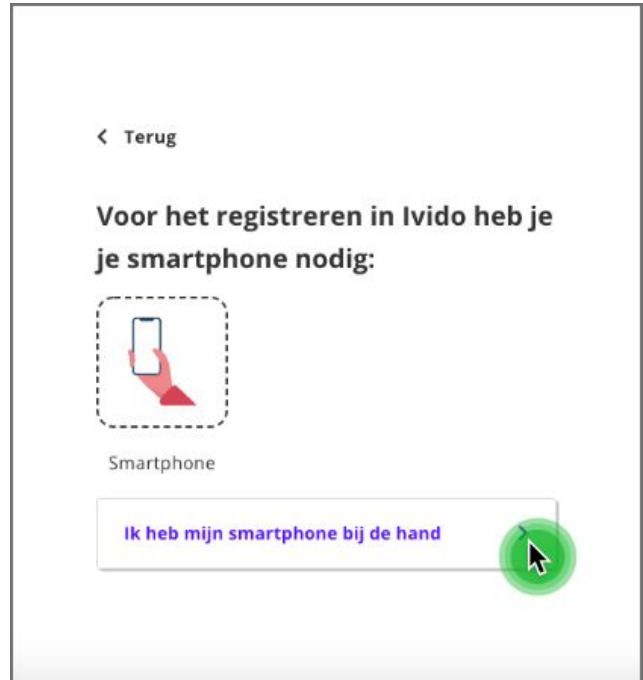 Terug
Voor het registreren in Ivido heb je
je smartphone nodig:
Smartphone
Ik heb mijn smartphone bij de hand